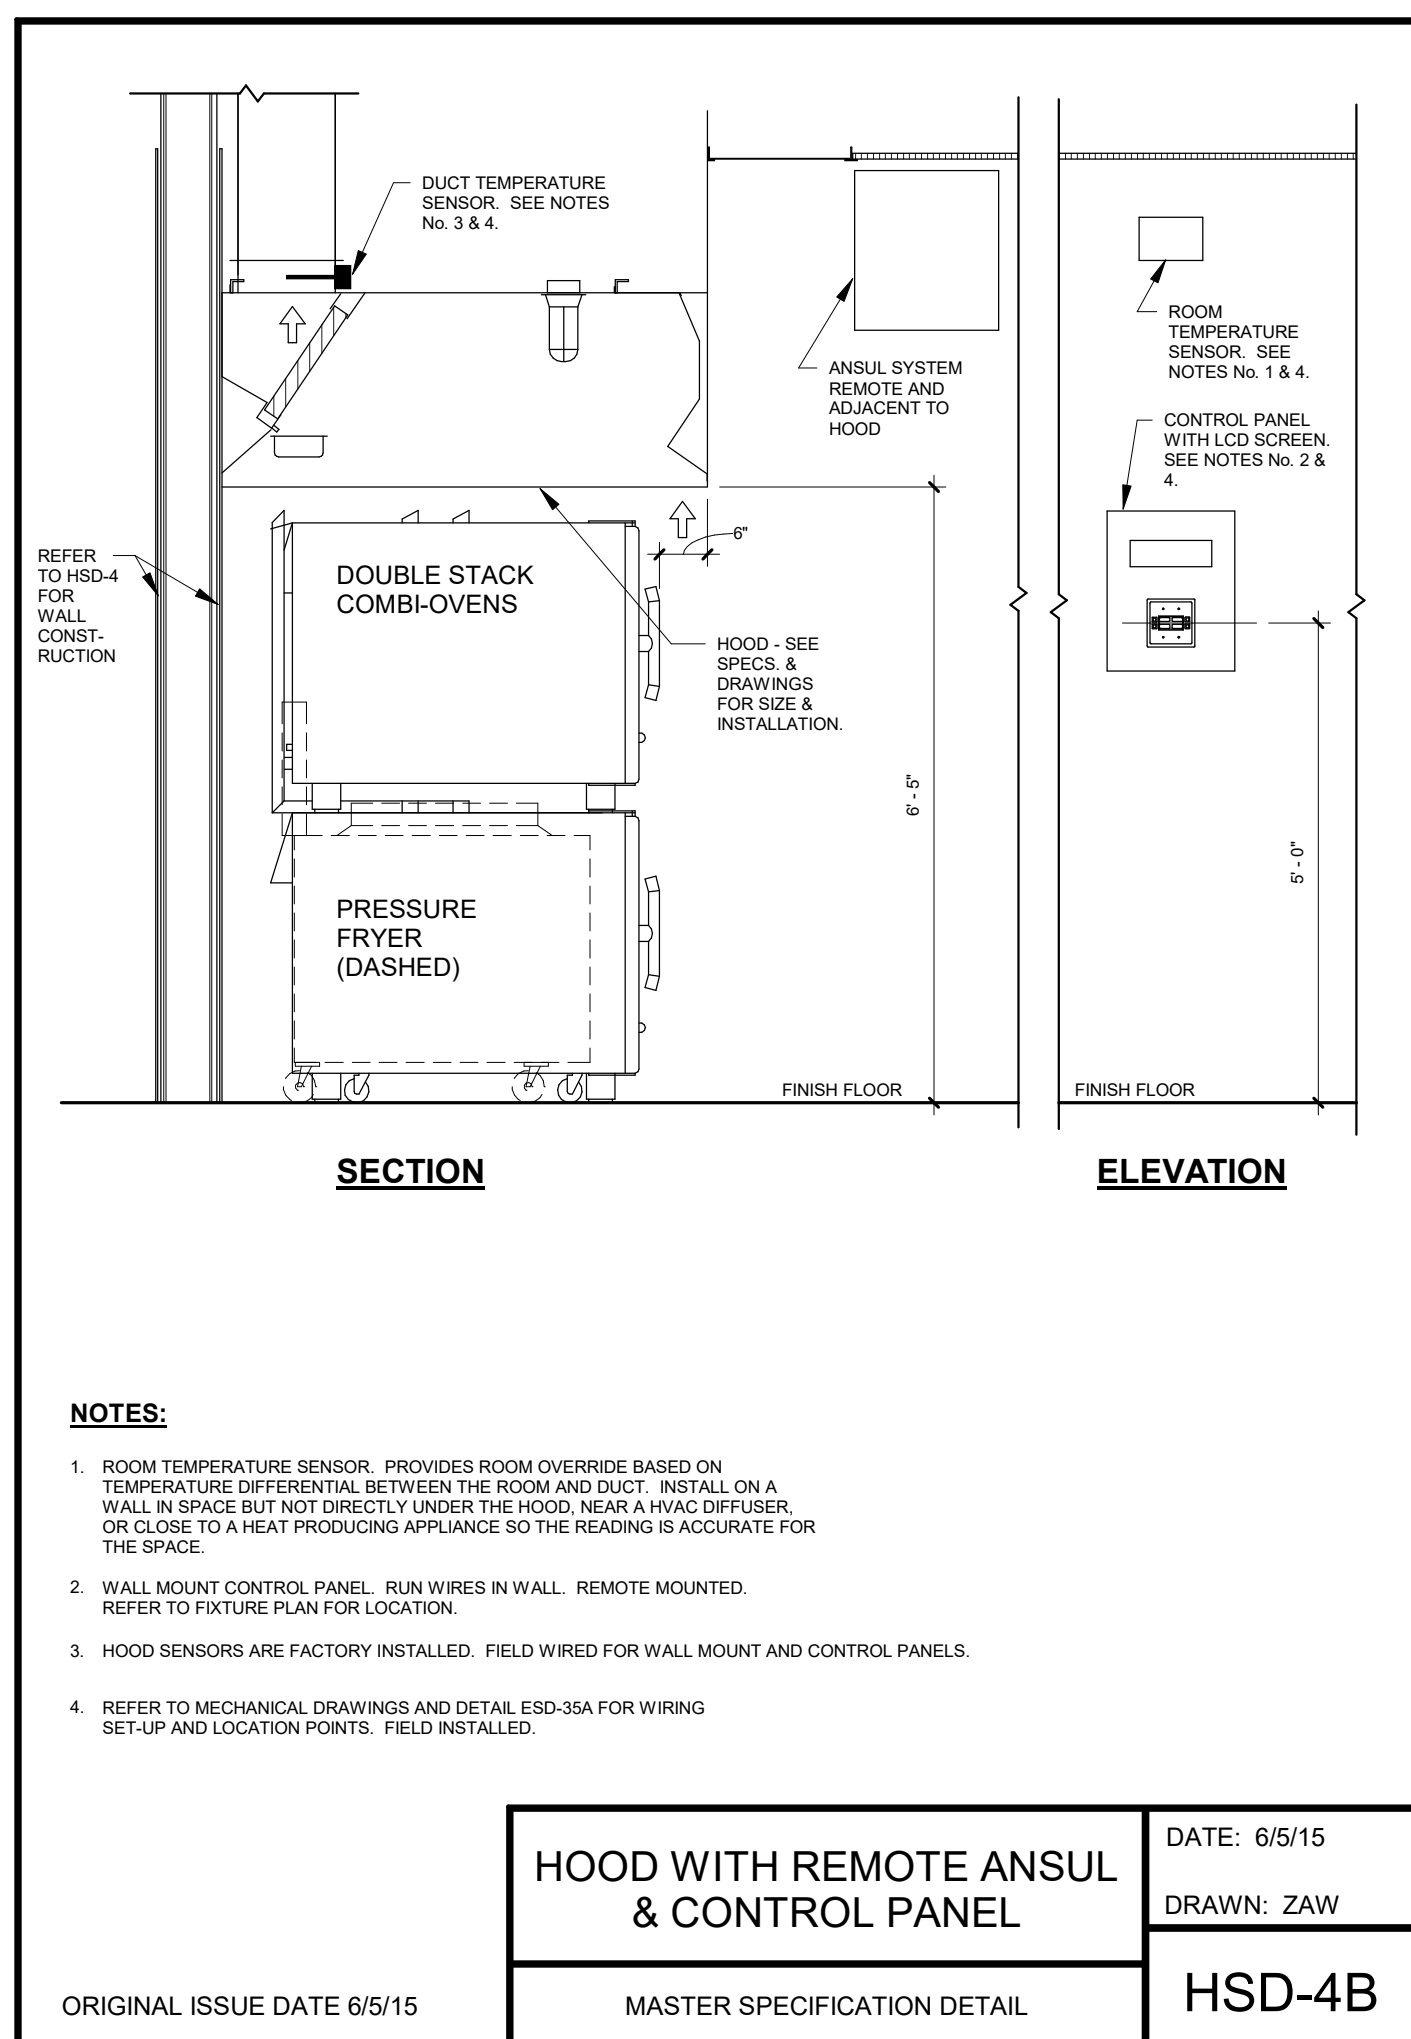 DUCT TEMPERATURE
SENSOR.  SEE NOTES
No. 3 & 4.
ANSUL SYSTEM
REMOTE AND
ADJACENT TO
HOOD
ROOM
TEMPERATURE
SENSOR.  SEE
NOTES No. 1 & 4.
CONTROL PANEL
WITH LCD SCREEN.
SEE NOTES No. 2 &
4.
6"
REFER
TO HSD-4
FOR
WALL
CONST-
RUCTION
DOUBLE STACK
COMBI-OVENS
HOOD - SEE
SPECS. &
DRAWINGS
FOR SIZE &
INSTALLATION.
6' - 5"
5' - 0"
PRESSURE
FRYER
(DASHED)
FINISH FLOOR
FINISH FLOOR
SECTION
ELEVATION
NOTES:
1. ROOM TEMPERATURE SENSOR.  PROVIDES ROOM OVERRIDE BASED ON
TEMPERATURE DIFFERENTIAL BETWEEN THE ROOM AND DUCT.  INSTALL ON A
WALL IN SPACE BUT NOT DIRECTLY UNDER THE HOOD, NEAR A HVAC DIFFUSER,
OR CLOSE TO A HEAT PRODUCING APPLIANCE SO THE READING IS ACCURATE FOR
THE SPACE.
2. WALL MOUNT CONTROL PANEL.  RUN WIRES IN WALL.  REMOTE MOUNTED.
REFER TO FIXTURE PLAN FOR LOCATION.
3. HOOD SENSORS ARE FACTORY INSTALLED.  FIELD WIRED FOR WALL MOUNT AND CONTROL PANELS.
4. REFER TO MECHANICAL DRAWINGS AND DETAIL ESD-35A FOR WIRING
SET-UP AND LOCATION POINTS.  FIELD INSTALLED.
HOOD WITH REMOTE ANSUL
& CONTROL PANEL
DATE:  6/5/15
DRAWN:  ZAW
ORIGINAL ISSUE DATE 6/5/15
MASTER SPECIFICATION DETAIL
HSD-4B